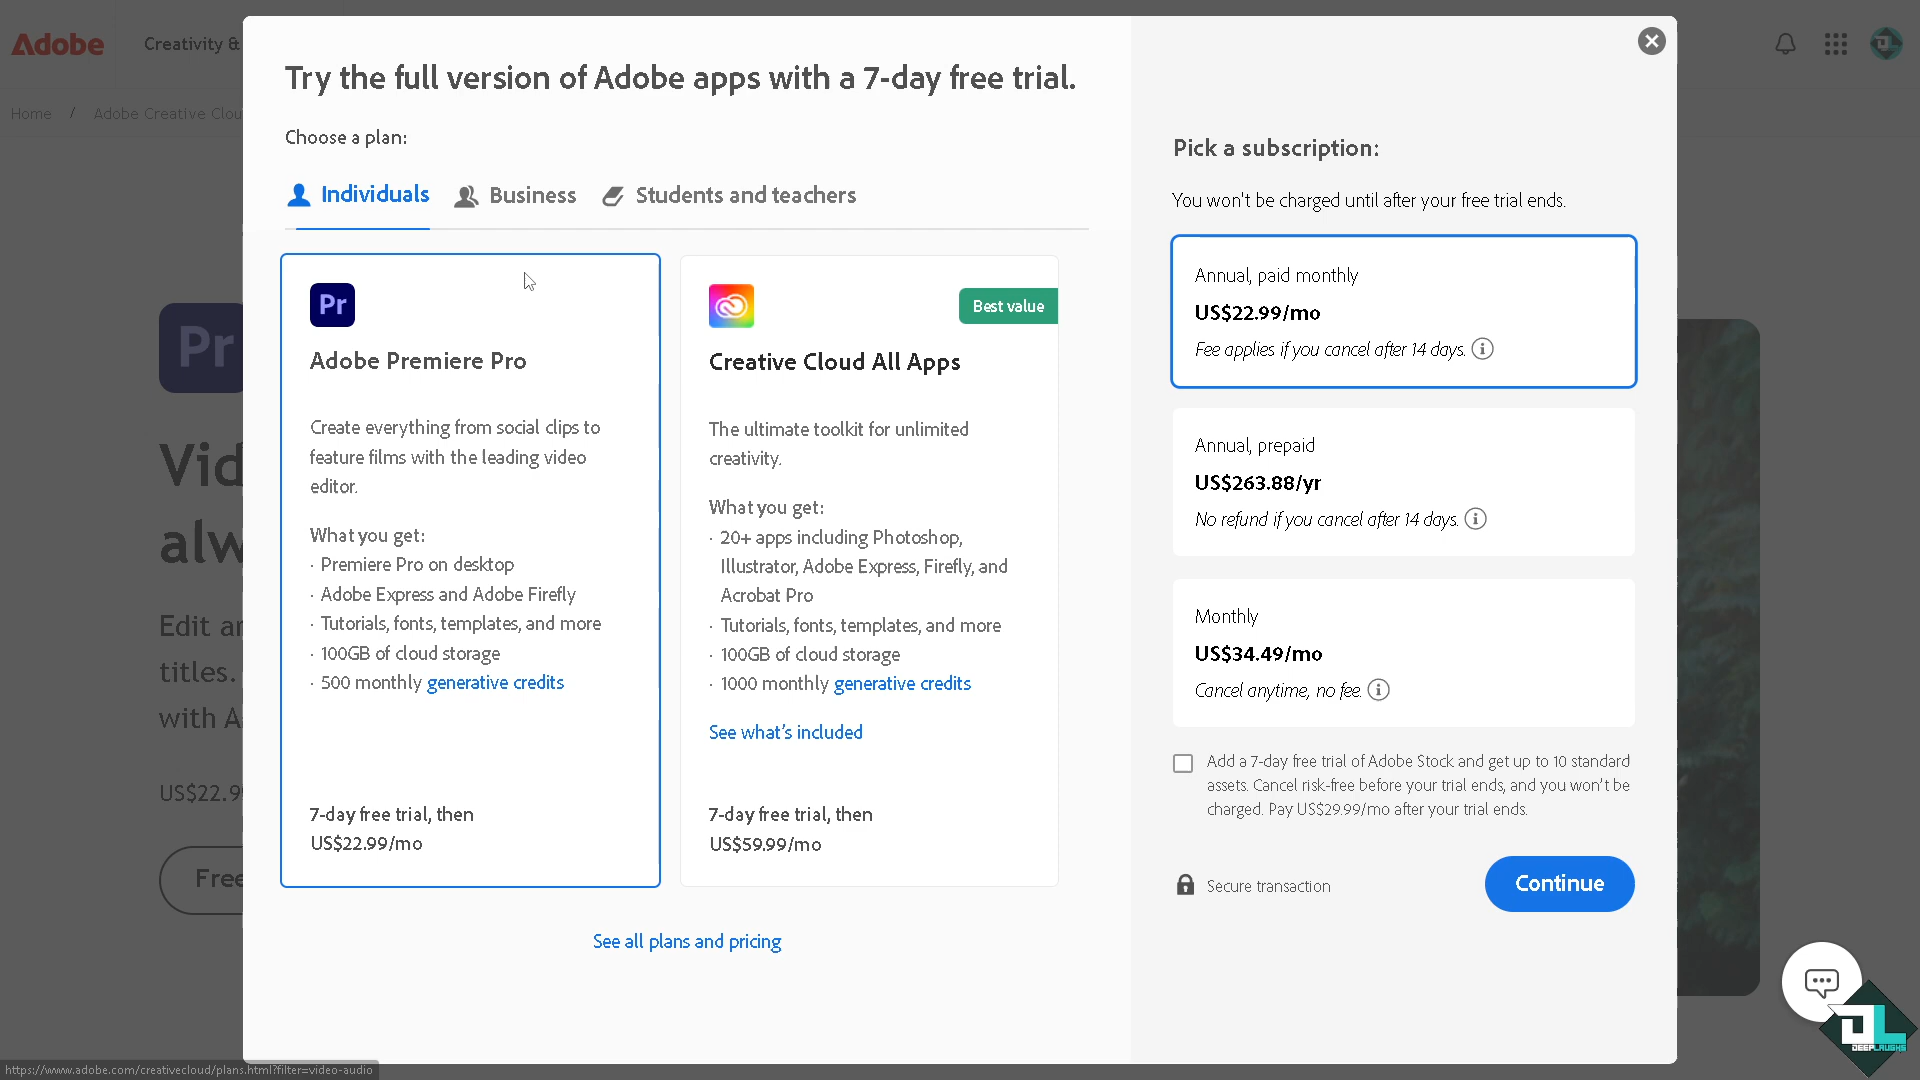 Adobe
Creativity &
Home / Adobe Creative Clou
Try the full version of Adobe apps with a 7-day free trial.
Choose a plan:
Individuals
Business
Students and teachers
Pr
Adobe Premiere Pro
Create everything from social clips to
feature films with the leading video
editor.
What you get:
· Premiere Pro on desktop
· Adobe Express and Adobe Firefly
· Tutorials, fonts, templates, and more
· 100GB of cloud storage
· 500 monthly generative credits
7-day free trial, then
US$22.99/mo
Best value
Creative Cloud All Apps
The ultimate toolkit for unlimited
creativity.
What you get:
· 20+ apps including Photoshop,
Illustrator, Adobe Express, Firefly, and
Acrobat Pro
· Tutorials, fonts, templates, and more
· 100GB of cloud storage
· 1000 monthly generative credits
See what's included
7-day free trial, then
US$59.99/mo
See all plans and pricing
Pick a subscription:
You won't be charged until after your free trial ends.
Annual, paid monthly
US$22.99/mo
Fee applies if you cancel after 14 days.
Annual, prepaid
US$263.88/yr
No refund if you cancel after 14 days.
Monthly
US$34.49/mo
Cancel anytime, no fee.
Add a 7-day free trial of Adobe Stock and get up to 10 standard
assets. Cancel risk-free before your trial ends, and you won't be
charged. Pay US$29.99/mo after your trial ends.
Secure transaction
Continue
Pr
Vid
alw
Edit an
titles.
with A
US$22.9
Free
DL
DEEPLAUGHS
https://www.adobe.com/creativecloud/plans.html?filter=video-audio